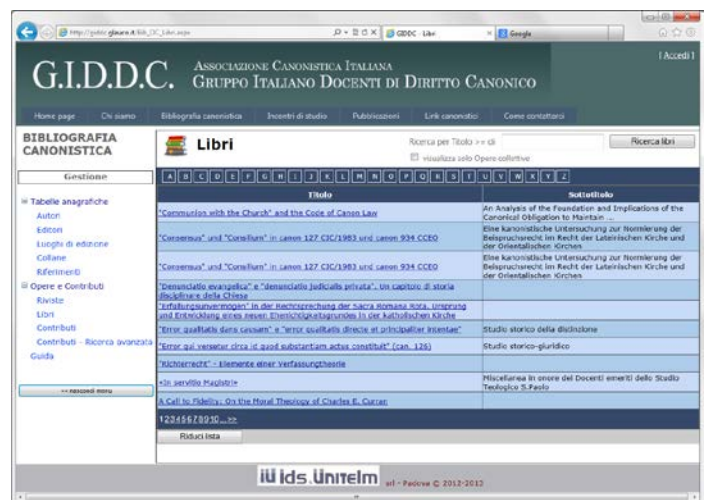 GIDDC - Libri
Google
[ Accedi ]
G.I.D.D.C.
ASSOCIAZIONE CANONISTICA ITALIANA
GRUPPO ITALIANO DOCENTI DI DIRITTO CANONICO
Home page Chi siamo Bibliografia canonistica Incontri di studio Pubblicazioni Link canonistici Come contattarci
BIBLIOGRAFIA
CANONISTICA
Libri
Ricerca per Titolo >= di
Ricerca libri
visualizza solo Opere collettive
Gestione
A B C D E F G H I J K L M N O P Q R S T U V W X Y Z
Tabelle anagrafiche
Autori
Editori
Luoghi di edizione
Collane
Riferimenti
Opere e Contributi
Riviste
Libri
Contributi
Contributi - Ricerca avanzata
Guida
<< nascondi menu
Titolo Sottotitolo
"Communion with the Church" and the Code of Canon Law
An Analysis of the Foundation and Implications of the
Canonical Obligation to Maintain ...
"Consensus" und "Consilium" in canon 127 CIC/1983 und canon 934 CCEO
Eine kanonistische Untersuchung zur Normierung der
Beispruchsrecht im Recht der Lateinischen Kirche und
der Orientalischen Kirchen
"Consensus" und "Consilium" in canon 127 CIC/1983 und canon 934 CCEO
Eine kanonistische Untersuchung zur Normierung der
Beispruchsrecht im Recht der Lateinischen Kirche und
der Orientalischen Kirchen
"Denunciatio evangelica" e "denunciatio judicialis privata". Un capitolo di storia
disciplinare della Chiesa
"Erfüllungsunvermögen" in der Rechtsprechung der Sacra Romana Rota. Ursprung
und Entwicklung eines neuen Ehenichtigkeitsgrundes in der katholischen Kirche
"Error qualitatis dans causam" e "error qualitatis directe et principaliter intentae"
Studio storico della distinzione
"Error qui versetur circa id quod substantiam actus constituit" (can. 126)
Studio storico-giuridico
"Richterrecht" - Elemente einer Verfassungtheorie
«In servitio Magistri»
Miscellanea in onore dei Docenti emeriti dello Studio
Teologico S.Paolo
A Call to Fidelity: On the Moral Theology of Charles E. Curran
1 2 3 4 5 6 7 8 9 10 ... >>
Riduci lista
ids.Unitelm srl - Padova © 2012-2013